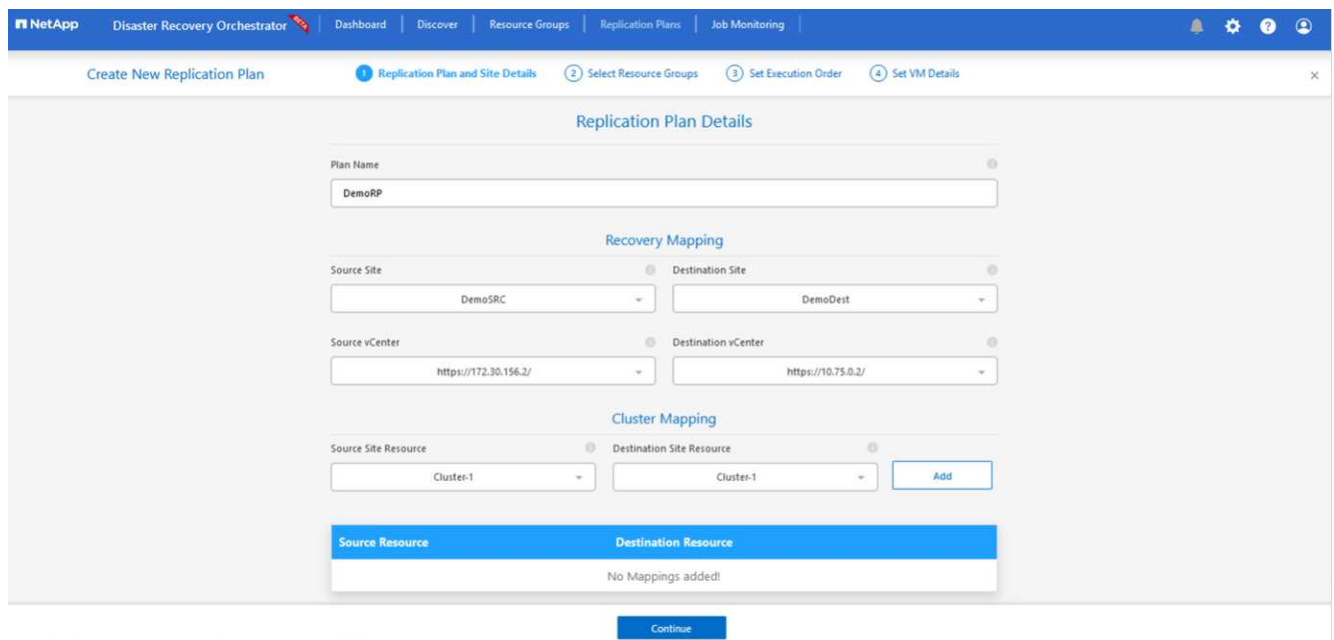 NetApp Disaster Recovery Orchestrator BETA Dashboard Discover Resource Groups Replication Plans Job Monitoring ?
Create New Replication Plan 1 Replication Plan and Site Details 2 Select Resource Groups 3 Set Execution Order 4 Set VM Details ×
Replication Plan Details
Plan Name
DemoRP
Recovery Mapping
Source Site Destination Site
DemoSRC DemoDest
Source vCenter Destination vCenter
https://172.30.156.2/ https://10.75.0.2/
Cluster Mapping
Source Site Resource Destination Site Resource
Cluster-1 Cluster-1 Add
Source Resource Destination Resource
No Mappings added!
Continue